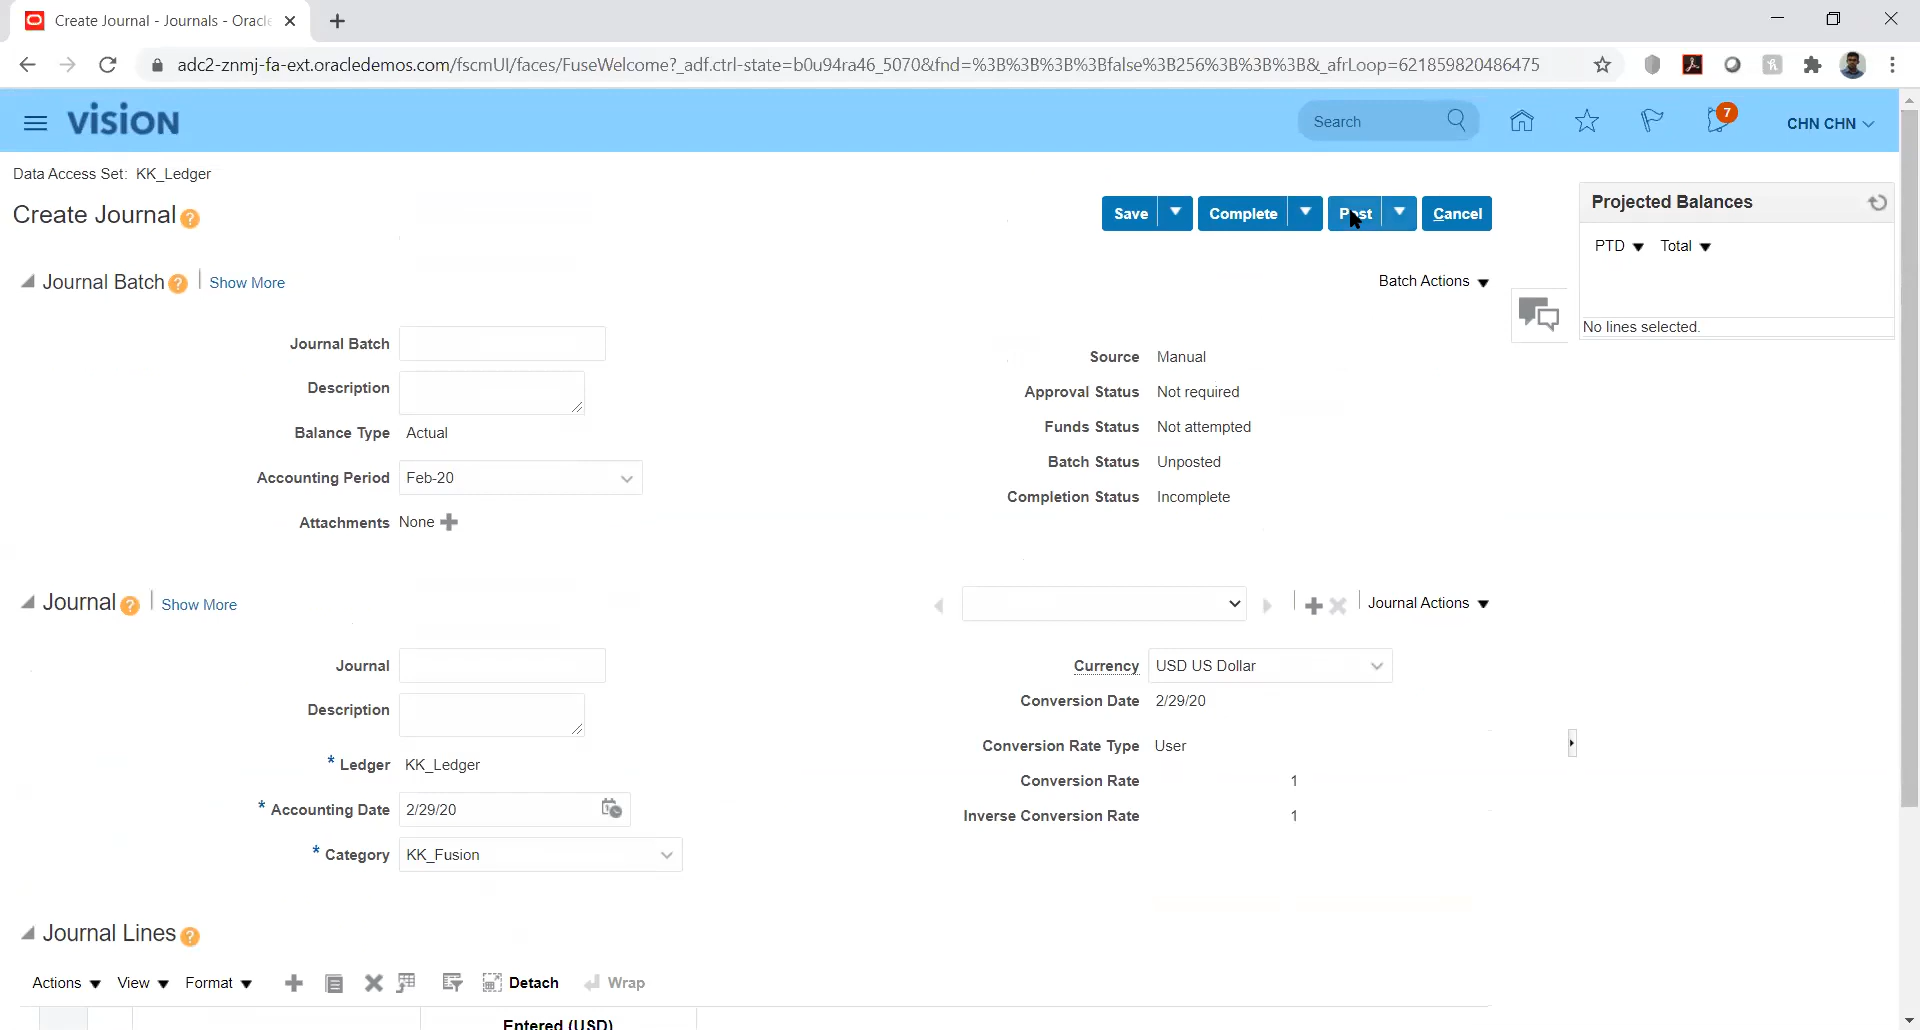 Create Journal - Journals - Oracle
adc2-znmj-fa-ext.oracledemos.com/fscmUI/faces/FuseWelcome?_adf.ctrl-state=b0u94ra46_5070&fnd=%3B%3B%3B%3Bfalse%3B256%3B%3B%3B&_afrLoop=621859820486475
VISION
Search
7
CHN CHN
Data Access Set: KK_Ledger
Create Journal ?
Save
Complete
Post
Cancel
Projected Balances
PTD
Total
No lines selected.
Journal Batch ? Show More
Batch Actions
Journal Batch
Description
Balance Type Actual
Accounting Period Feb-20
Attachments None
Source Manual
Approval Status Not required
Funds Status Not attempted
Batch Status Unposted
Completion Status Incomplete
Journal ? Show More
Journal Actions
Journal
Description
* Ledger KK_Ledger
* Accounting Date 2/29/20
* Category KK_Fusion
Currency USD US Dollar
Conversion Date 2/29/20
Conversion Rate Type User
Conversion Rate 1
Inverse Conversion Rate 1
Journal Lines ?
Actions View Format Detach Wrap
Entered (USD)